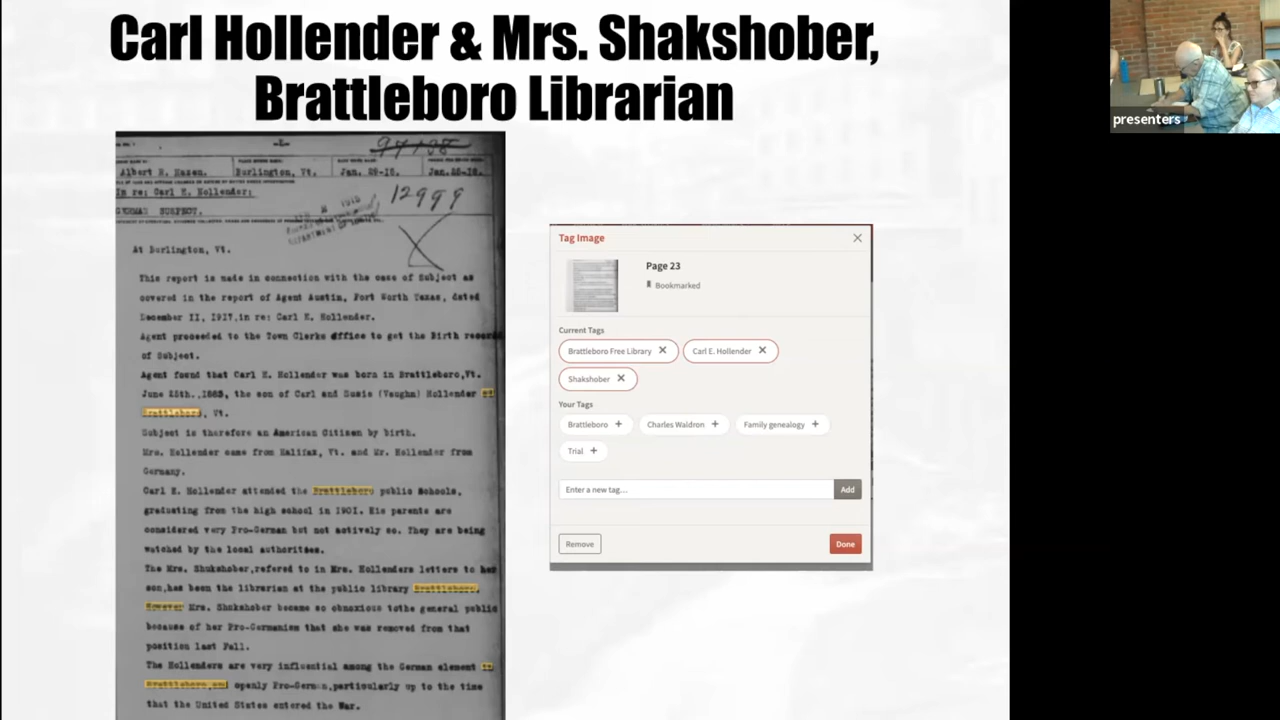 Carl Hollender & Mrs. Shakshober,
Brattleboro Librarian
presenters
97108
Albert H. Hazen. Burlington, Vt. Jan. 29-18. Jan. 28-18.
In re: Carl E. Hollender:
GERMAN SUBJECT.
12999
At Burlington, Vt.
This report is made in connection with the case of Subject as
covered in the report of Agent Austin, Fort Worth Texas, dated
December 11, 1917,in re: Carl E. Hollender.
Agent proceeded to the Town Clerks office to get the Birth record
of Subject.
Agent found that Carl E. Hollender was born in Brattleboro,Vt.
June 25th., the son of Carl and Susie (Vaughn) Hollender at
Brattleboro, Vt.
Subject is therefore an American Citizen by birth.
Mrs. Hollender came from Halifax, Vt. and Mr. Hollender from
Germany.
Carl E. Hollender attended the Brattleboro public Schools,
graduating from the high school in 1901. His parents are
considered very Pro-German but not actively so. They are being
watched by the local authorities.
The Mrs. Shukshober,refered to in Mrs. Hollenders letters to her
son,has been the librarian at the public library Brattleboro.
However Mrs. Shukshober became so obnoxious tothe general public
because of her Pro-Germanism that she was removed from that
position last Fall.
The Hollenders are very influential among the German element in
Brattleboro,and openly Pro-German,particularly up to the time
that the United States entered the War.
Tag Image
Page 23
Bookmarked
Current Tags
Brattleboro Free Library
Carl E. Hollender
Shakshober
Your Tags
Brattleboro +
Charles Waldron +
Family genealogy +
Trial +
Enter a new tag...
Add
Remove
Done